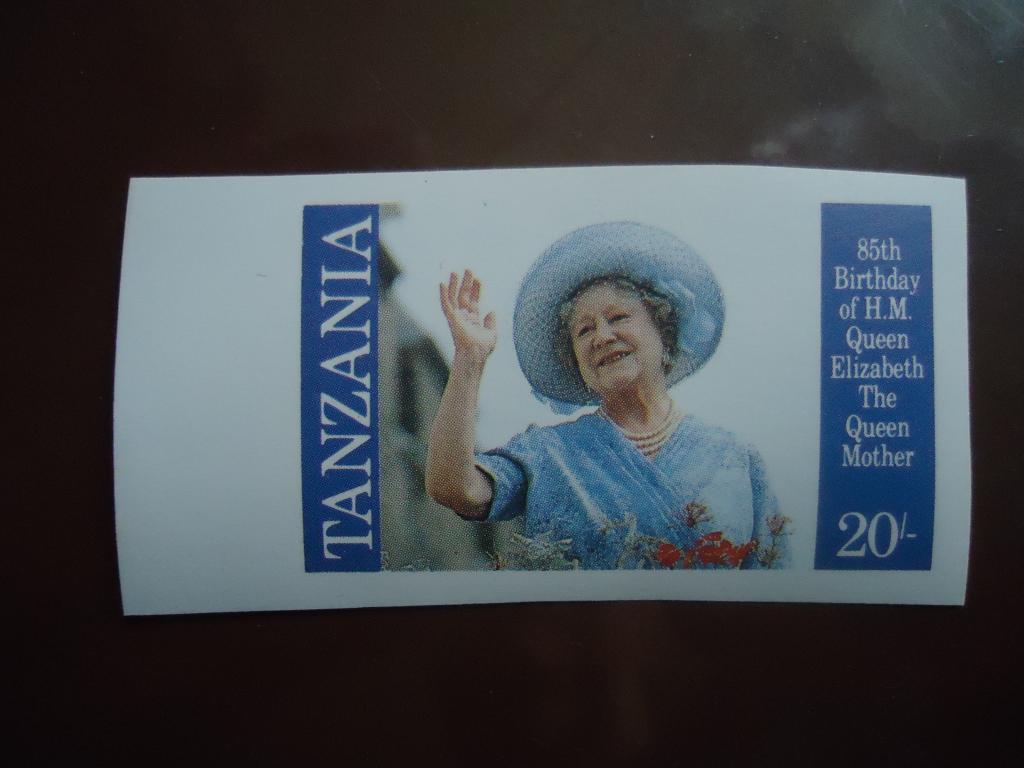 TANZANIA
85th
Birthday
of H.M.
Queen
Elizabeth
The
Queen
Mother
20/-